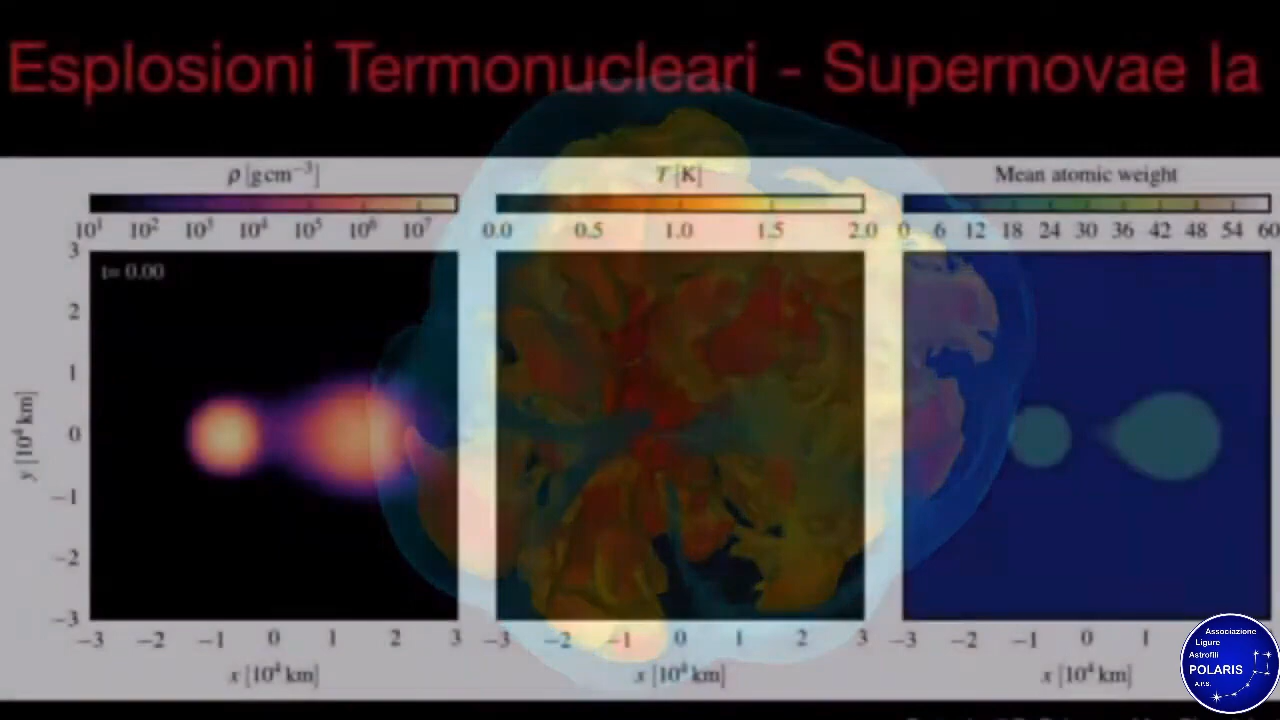 Esplosioni Termonucleari - Supernovae Ia
ρ [g cm⁻³]
T [K]
Mean atomic weight
10¹ 10² 10³ 10⁴ 10⁵ 10⁶ 10⁷
0.0 0.5 1.0 1.5 2.0
0 6 12 18 24 30 36 42 48 54 60
t= 0.00
3
2
1
0
−1
−2
−3
y [10⁴ km]
−3 −2 −1 0 1 2 3
−3 −2 −1 0 1 2 3
−3 −2 −1 0 1
x [10⁴ km]
x [10⁴ km]
x [10⁴ km]
Associazione
Ligure
Astrofili
POLARIS
A.P.S.